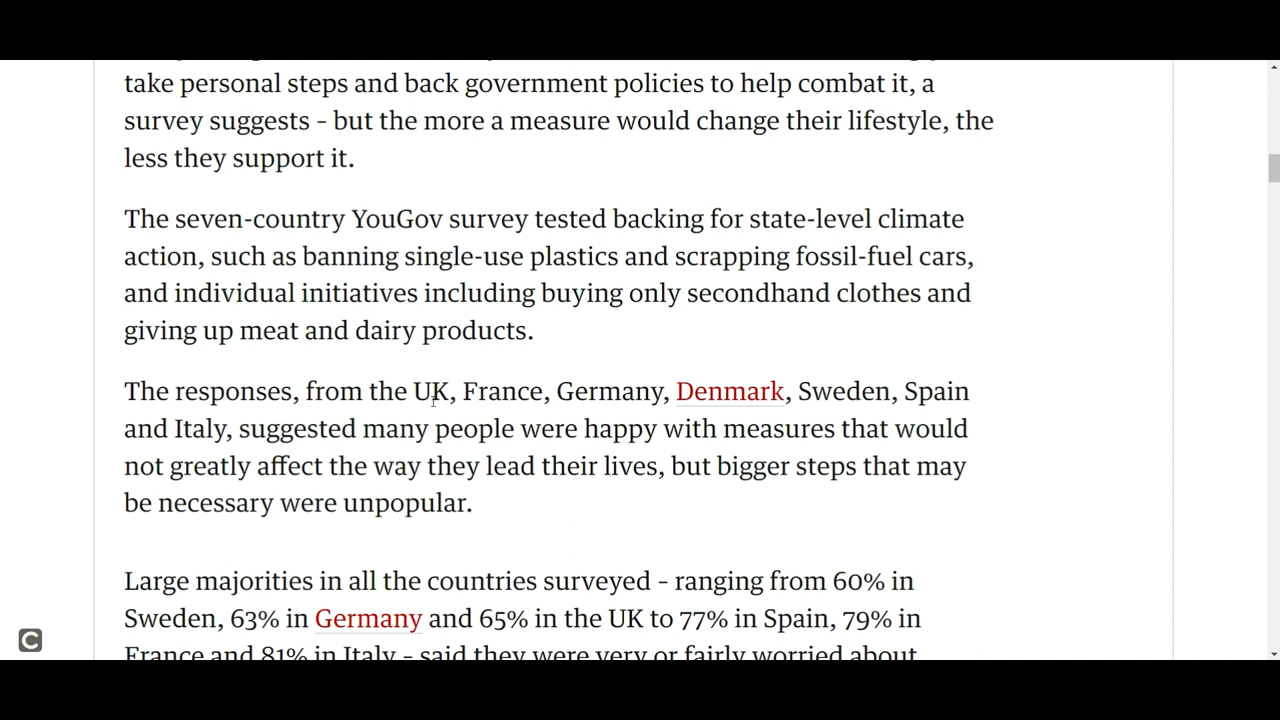 take personal steps and back government policies to help combat it, a
survey suggests – but the more a measure would change their lifestyle, the
less they support it.
The seven-country YouGov survey tested backing for state-level climate
action, such as banning single-use plastics and scrapping fossil-fuel cars,
and individual initiatives including buying only secondhand clothes and
giving up meat and dairy products.
The responses, from the UK, France, Germany, Denmark, Sweden, Spain
and Italy, suggested many people were happy with measures that would
not greatly affect the way they lead their lives, but bigger steps that may
be necessary were unpopular.
Large majorities in all the countries surveyed – ranging from 60% in
Sweden, 63% in Germany and 65% in the UK to 77% in Spain, 79% in
France and 81% in Italy – said they were very or fairly worried about
C